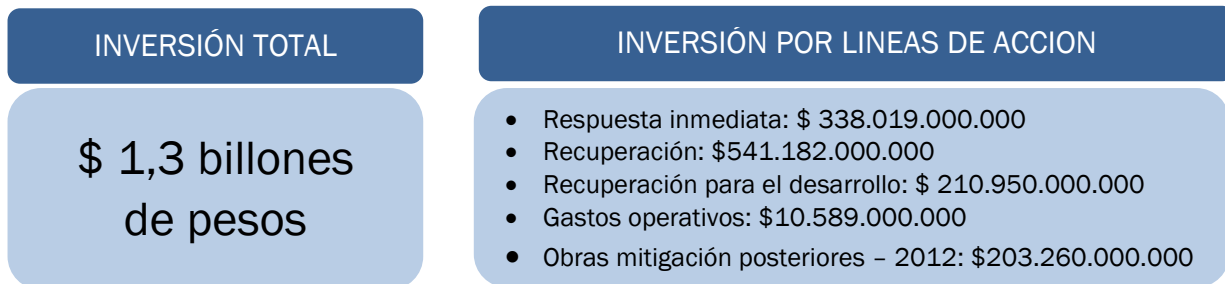 INVERSIÓN TOTAL
$ 1,3 billones
de pesos
INVERSIÓN POR LINEAS DE ACCION
• Respuesta inmediata: $ 338.019.000.000
• Recuperación: $541.182.000.000
• Recuperación para el desarrollo: $ 210.950.000.000
• Gastos operativos: $10.589.000.000
• Obras mitigación posteriores – 2012: $203.260.000.000